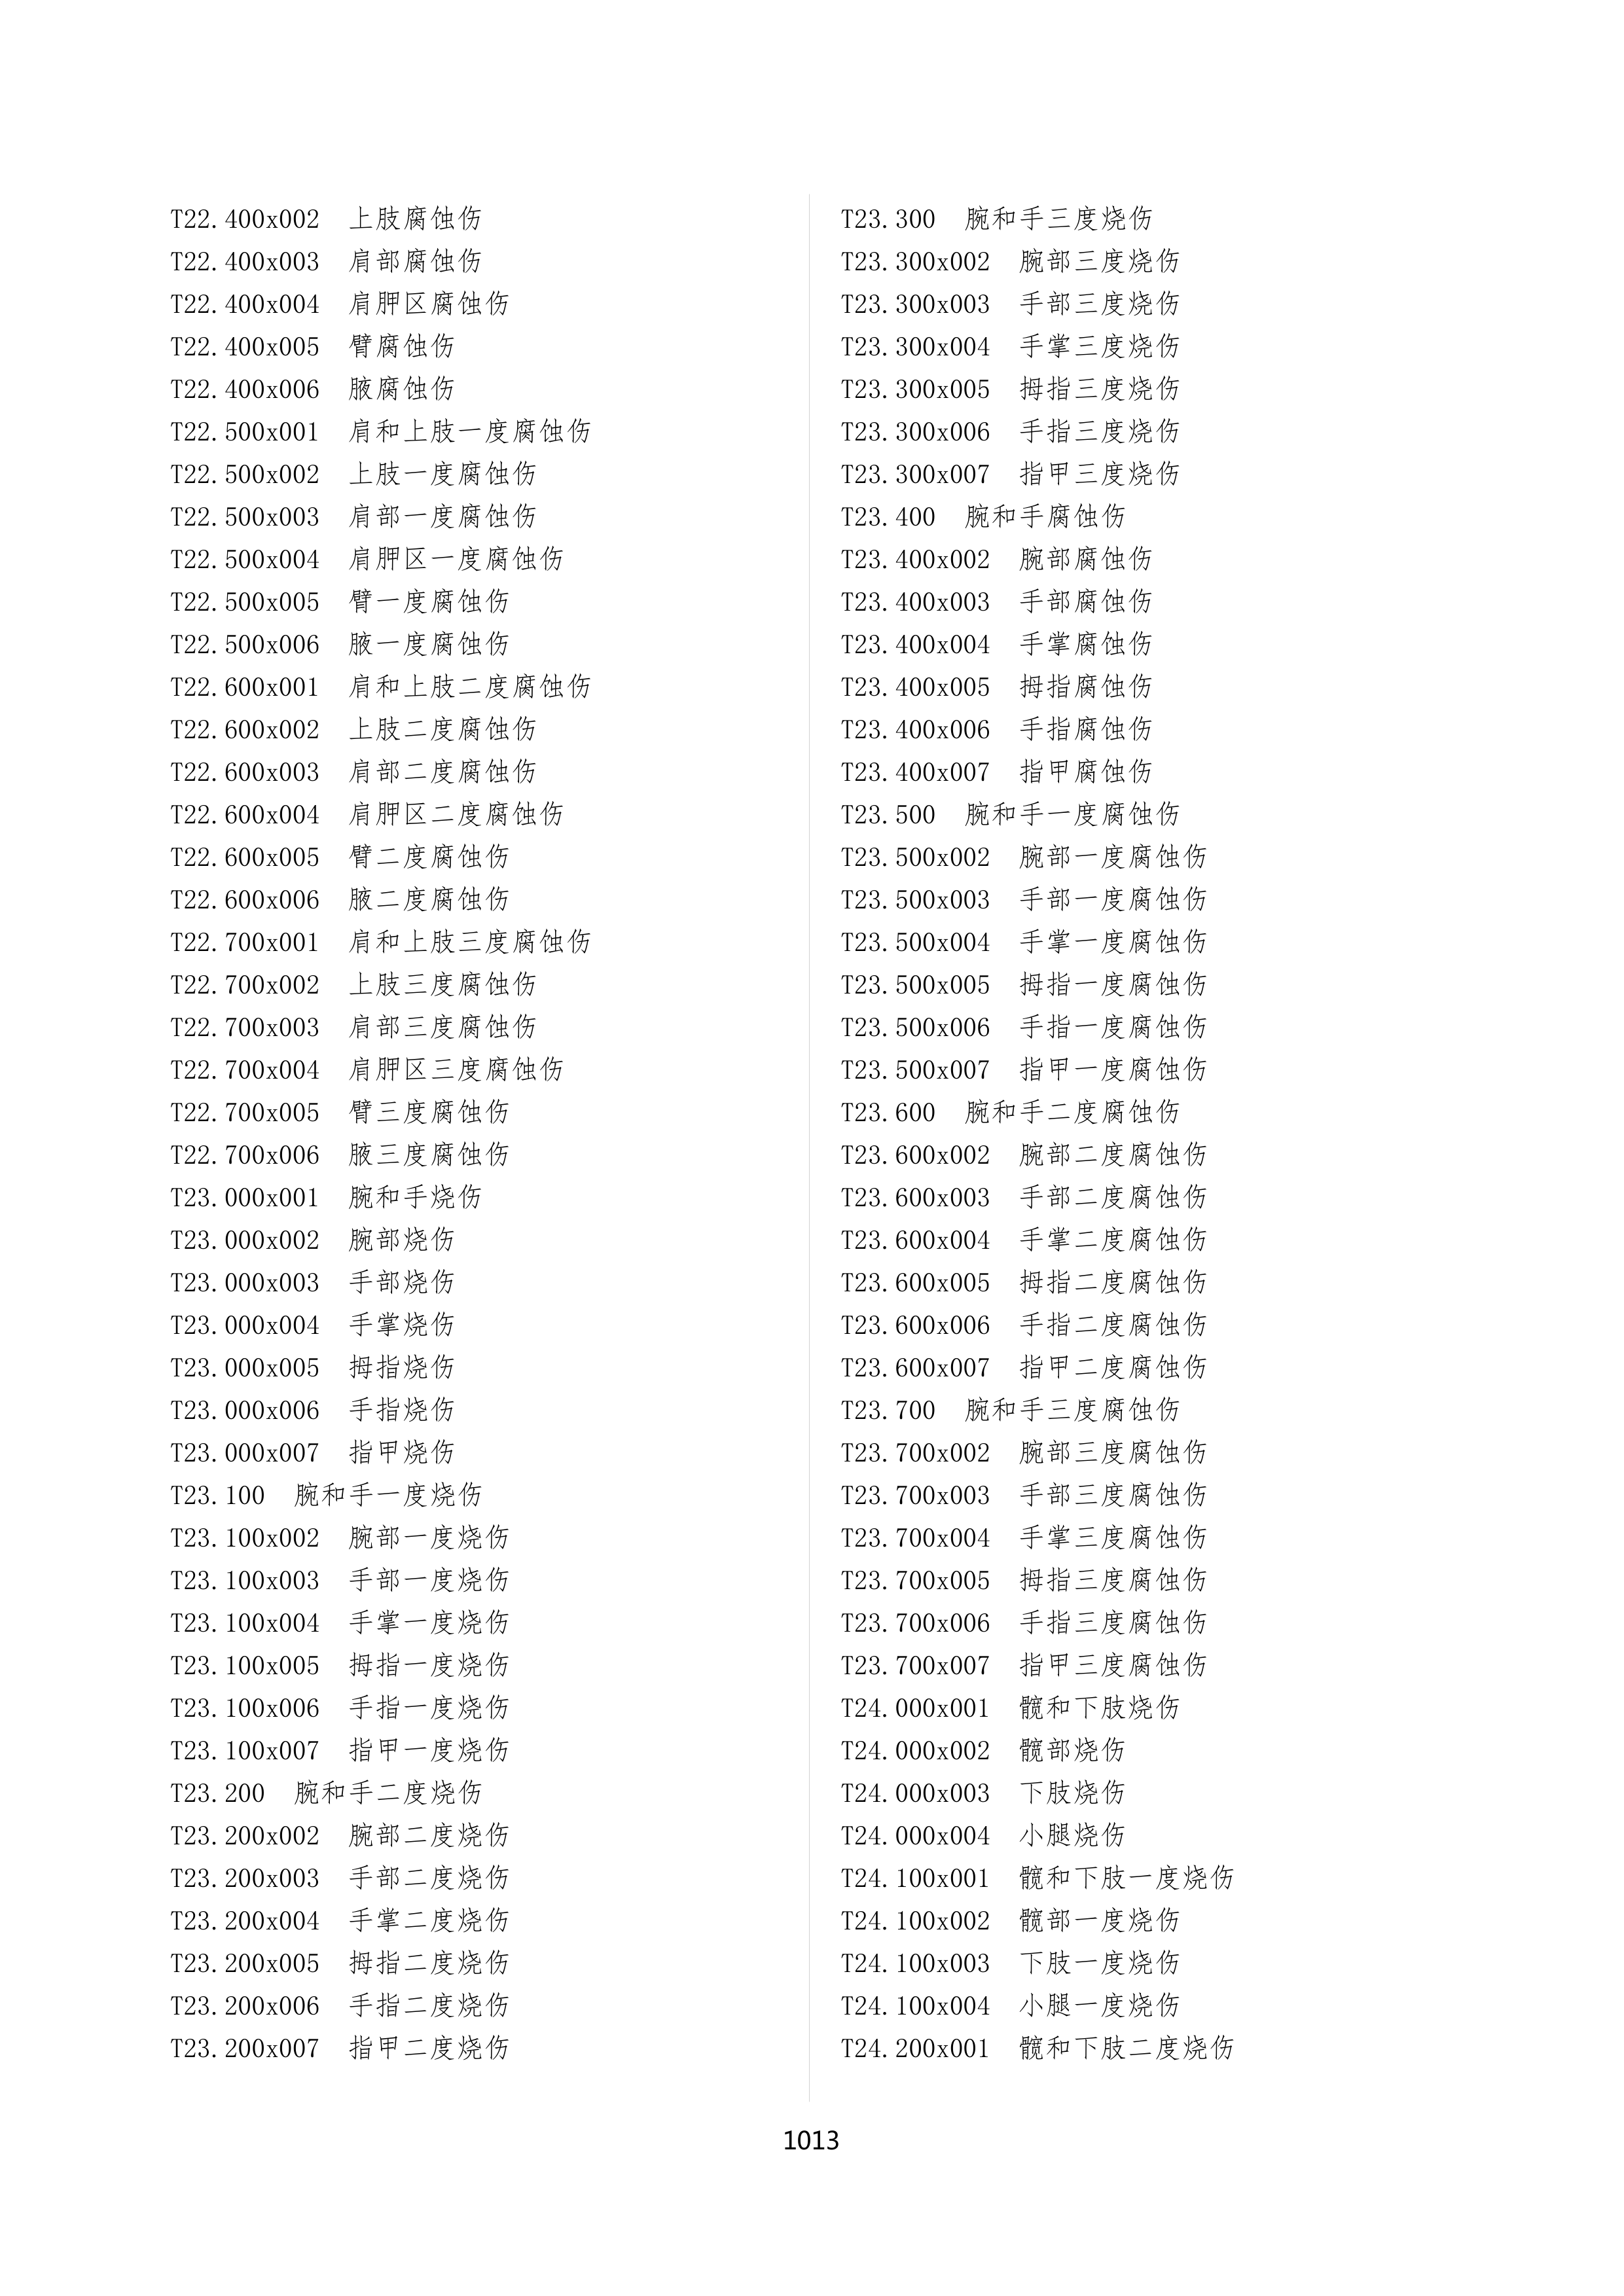 T22.400x002 上肢腐蚀伤
T22.400x003 肩部腐蚀伤
T22.400x004 肩胛区腐蚀伤
T22.400x005 臂腐蚀伤
T22.400x006 腋腐蚀伤
T22.500x001 肩和上肢一度腐蚀伤
T22.500x002 上肢一度腐蚀伤
T22.500x003 肩部一度腐蚀伤
T22.500x004 肩胛区一度腐蚀伤
T22.500x005 臂一度腐蚀伤
T22.500x006 腋一度腐蚀伤
T22.600x001 肩和上肢二度腐蚀伤
T22.600x002 上肢二度腐蚀伤
T22.600x003 肩部二度腐蚀伤
T22.600x004 肩胛区二度腐蚀伤
T22.600x005 臂二度腐蚀伤
T22.600x006 腋二度腐蚀伤
T22.700x001 肩和上肢三度腐蚀伤
T22.700x002 上肢三度腐蚀伤
T22.700x003 肩部三度腐蚀伤
T22.700x004 肩胛区三度腐蚀伤
T22.700x005 臂三度腐蚀伤
T22.700x006 腋三度腐蚀伤
T23.000x001 腕和手烧伤
T23.000x002 腕部烧伤
T23.000x003 手部烧伤
T23.000x004 手掌烧伤
T23.000x005 拇指烧伤
T23.000x006 手指烧伤
T23.000x007 指甲烧伤
T23.100 腕和手一度烧伤
T23.100x002 腕部一度烧伤
T23.100x003 手部一度烧伤
T23.100x004 手掌一度烧伤
T23.100x005 拇指一度烧伤
T23.100x006 手指一度烧伤
T23.100x007 指甲一度烧伤
T23.200 腕和手二度烧伤
T23.200x002 腕部二度烧伤
T23.200x003 手部二度烧伤
T23.200x004 手掌二度烧伤
T23.200x005 拇指二度烧伤
T23.200x006 手指二度烧伤
T23.200x007 指甲二度烧伤
T23.300 腕和手三度烧伤
T23.300x002 腕部三度烧伤
T23.300x003 手部三度烧伤
T23.300x004 手掌三度烧伤
T23.300x005 拇指三度烧伤
T23.300x006 手指三度烧伤
T23.300x007 指甲三度烧伤
T23.400 腕和手腐蚀伤
T23.400x002 腕部腐蚀伤
T23.400x003 手部腐蚀伤
T23.400x004 手掌腐蚀伤
T23.400x005 拇指腐蚀伤
T23.400x006 手指腐蚀伤
T23.400x007 指甲腐蚀伤
T23.500 腕和手一度腐蚀伤
T23.500x002 腕部一度腐蚀伤
T23.500x003 手部一度腐蚀伤
T23.500x004 手掌一度腐蚀伤
T23.500x005 拇指一度腐蚀伤
T23.500x006 手指一度腐蚀伤
T23.500x007 指甲一度腐蚀伤
T23.600 腕和手二度腐蚀伤
T23.600x002 腕部二度腐蚀伤
T23.600x003 手部二度腐蚀伤
T23.600x004 手掌二度腐蚀伤
T23.600x005 拇指二度腐蚀伤
T23.600x006 手指二度腐蚀伤
T23.600x007 指甲二度腐蚀伤
T23.700 腕和手三度腐蚀伤
T23.700x002 腕部三度腐蚀伤
T23.700x003 手部三度腐蚀伤
T23.700x004 手掌三度腐蚀伤
T23.700x005 拇指三度腐蚀伤
T23.700x006 手指三度腐蚀伤
T23.700x007 指甲三度腐蚀伤
T24.000x001 髋和下肢烧伤
T24.000x002 髋部烧伤
T24.000x003 下肢烧伤
T24.000x004 小腿烧伤
T24.100x001 髋和下肢一度烧伤
T24.100x002 髋部一度烧伤
T24.100x003 下肢一度烧伤
T24.100x004 小腿一度烧伤
T24.200x001 髋和下肢二度烧伤
1013